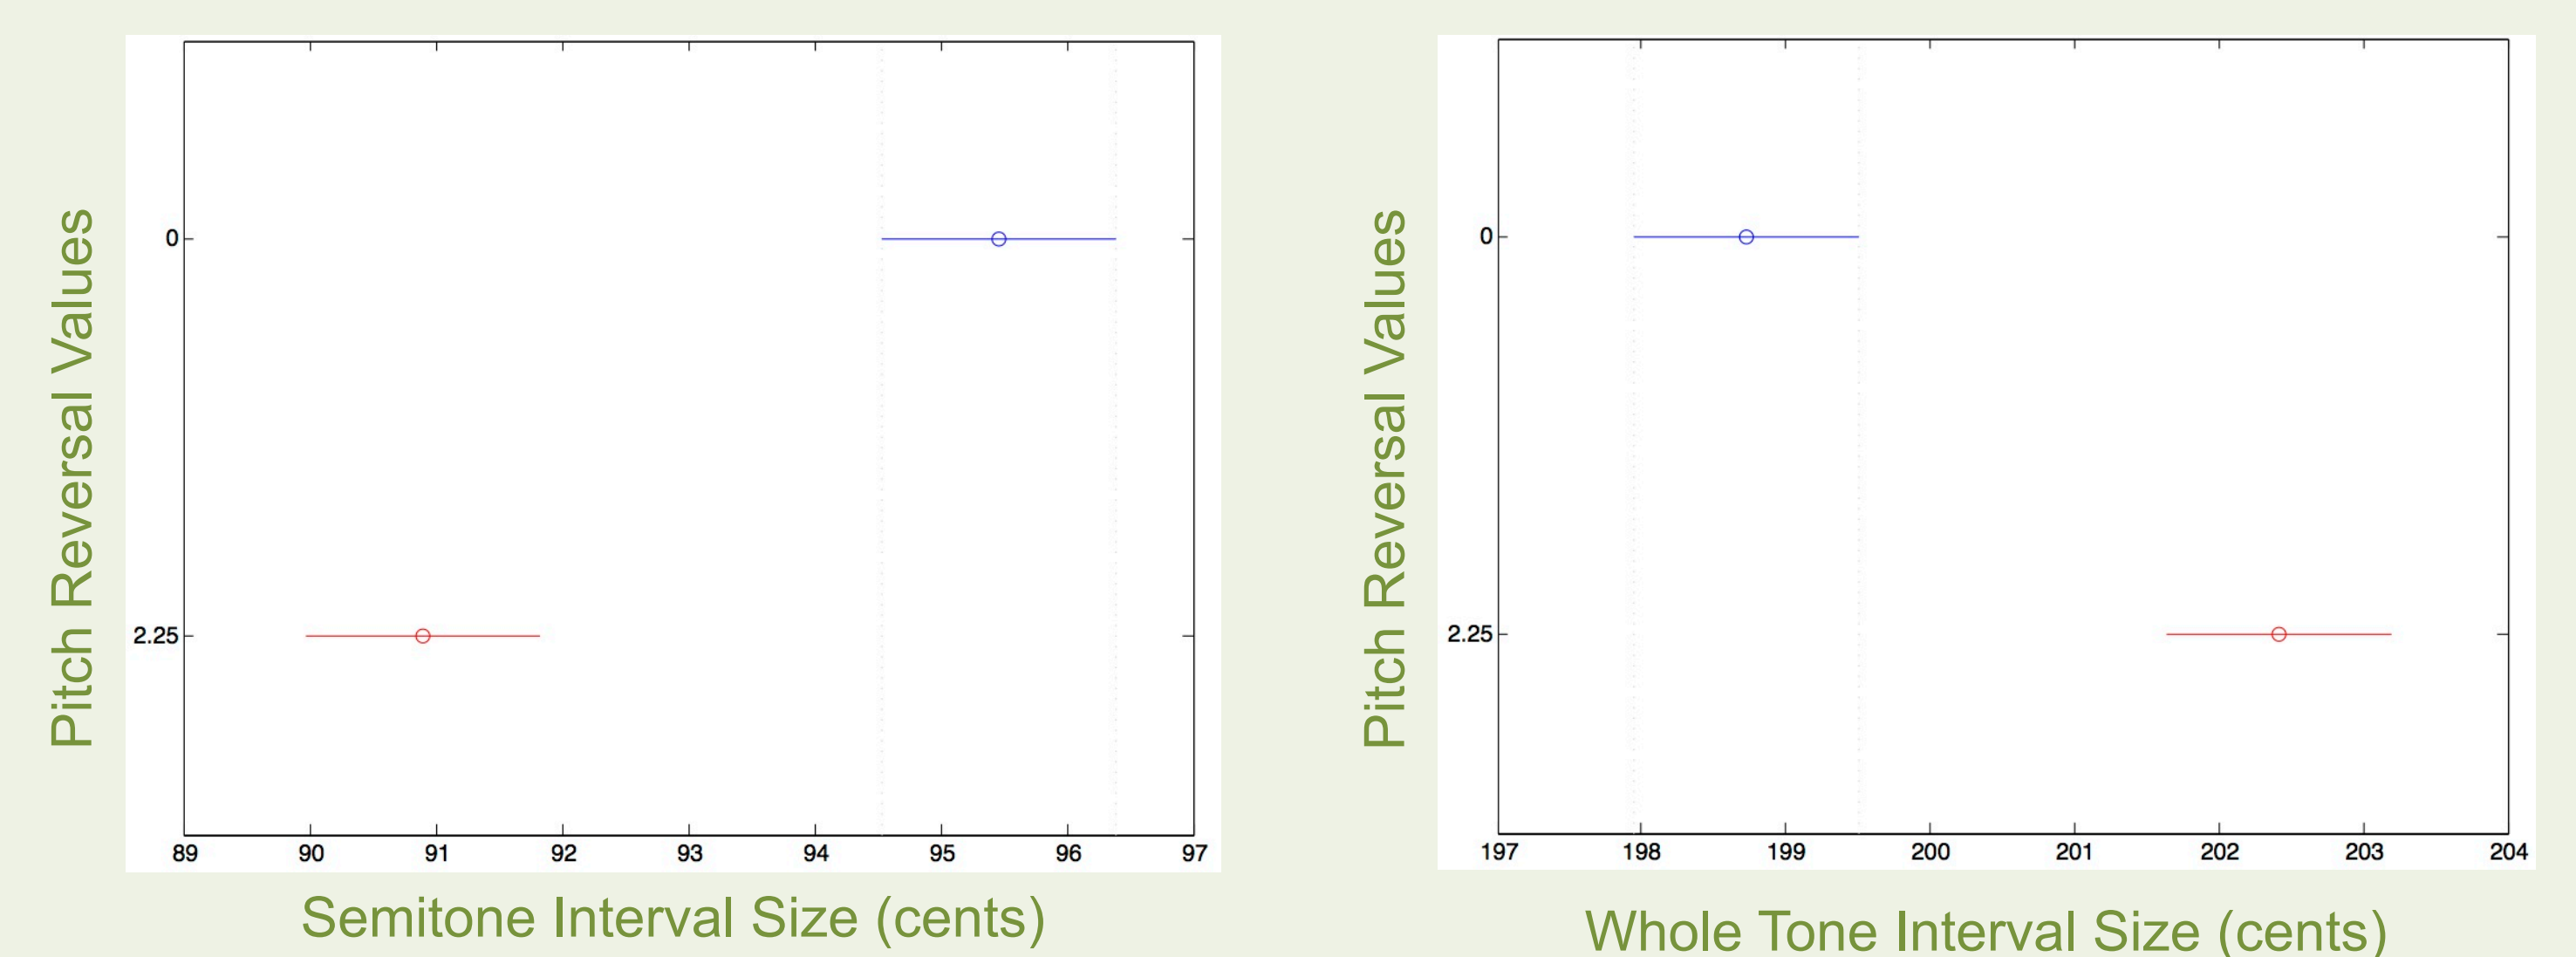 Pitch Reversal Values
0
2.25
89 90 91 92 93 94 95 96 97
Semitone Interval Size (cents)
Pitch Reversal Values
0
2.25
197 198 199 200 201 202 203 204
Whole Tone Interval Size (cents)